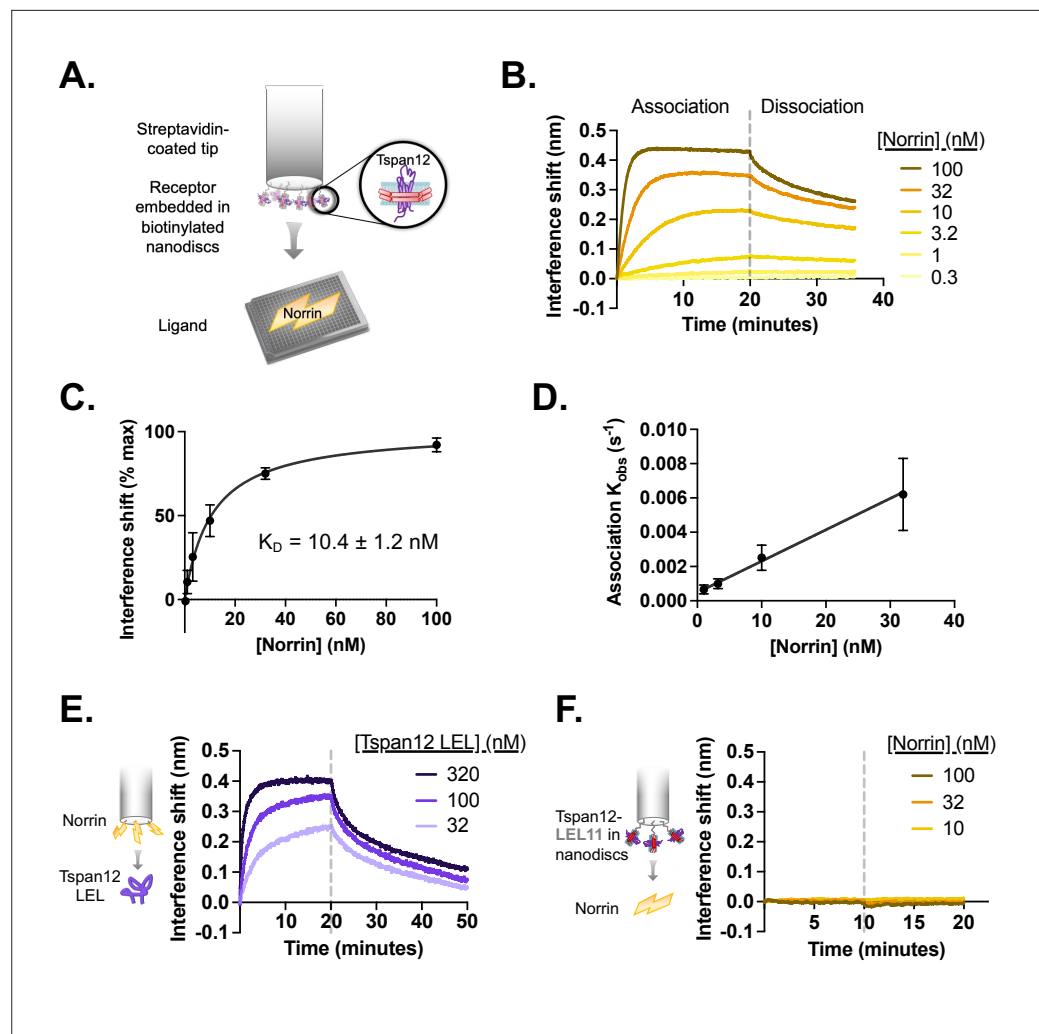 A.
Streptavidin-
coated tip
Receptor
embedded in
biotinylated
nanodiscs
Tspan12
Ligand
Norrin
B.
Association
Dissociation
Interference shift (nm)
0.5
0.4
0.3
0.2
0.1
0.0
-0.1
10
20
30
40
Time (minutes)
[Norrin] (nM)
100
32
10
3.2
1
0.3
C.
Interference shift (% max)
100
50
0
20
40
60
80
100
[Norrin] (nM)
K_D = 10.4 ± 1.2 nM
D.
Association K_obs (s⁻¹)
0.010
0.008
0.006
0.004
0.002
0.000
0
10
20
30
40
[Norrin] (nM)
E.
Norrin
Tspan12
LEL
Interference shift (nm)
0.5
0.4
0.3
0.2
0.1
0.0
-0.1
10
20
30
40
50
Time (minutes)
[Tspan12 LEL] (nM)
320
100
32
F.
Tspan12-
LEL11 in
nanodiscs
Norrin
Interference shift (nm)
0.5
0.4
0.3
0.2
0.1
0.0
-0.1
5
10
15
20
Time (minutes)
[Norrin] (nM)
100
32
10